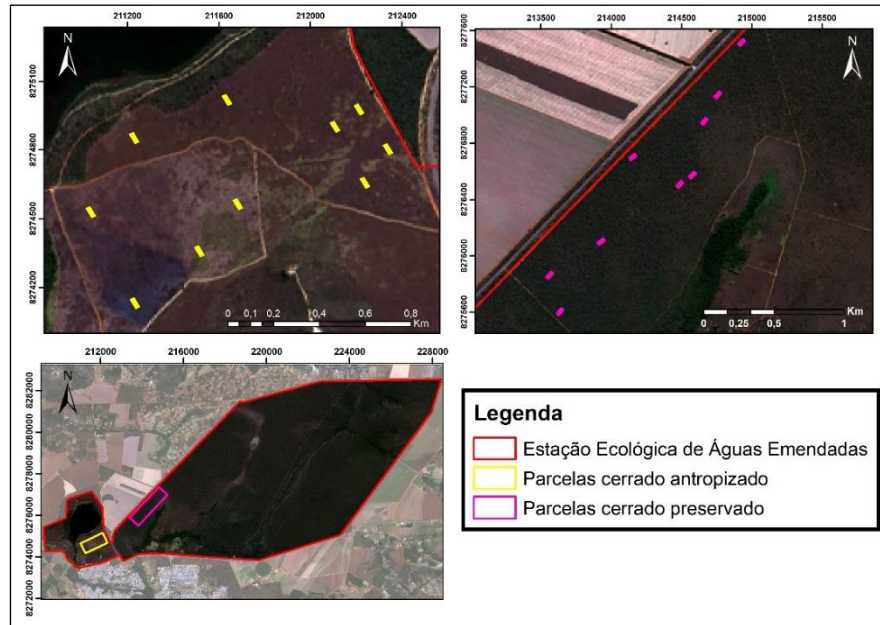 211200 211600 212000 212400
N
8275100
8274800
8274500
8274200
0 0,1 0,2 0,4 0,6 0,8
Km
213500 214000 214500 215000 215500
N
8277600
8277200
8276800
8276400
8276000
8275600
Km
0 0,25 0,5 1
212000 216000 220000 224000 228000
N
8282000
8280000
8278000
8276000
8274000
8272000
Legenda
Estação Ecológica de Águas Emendadas
Parcelas cerrado antropizado
Parcelas cerrado preservado